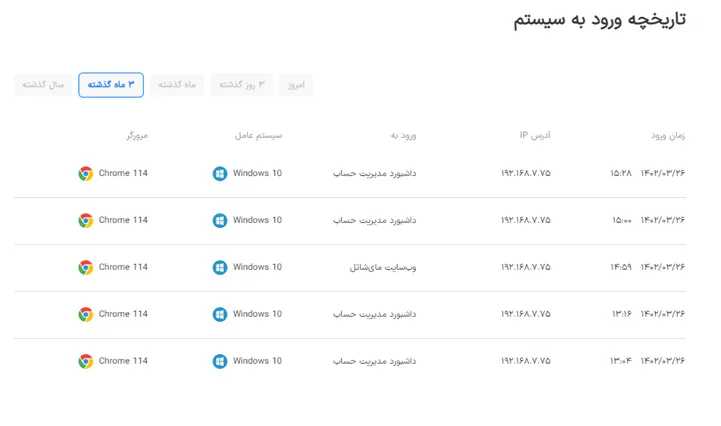 تاریخچه ورود به سیستم
امروز ۳ روز گذشته ماه گذشته ۳ ماه گذشته سال گذشته
زمان ورود آدرس IP ورود به سیستم عامل مرورگر
۱۴۰۲/۰۳/۲۶ ۱۵:۲۸ ۱۹۲.۱۶۸.۷.۷۵ داشبورد مدیریت حساب Windows 10 Chrome 114
۱۴۰۲/۰۳/۲۶ ۱۵:۰۰ ۱۹۲.۱۶۸.۷.۷۵ داشبورد مدیریت حساب Windows 10 Chrome 114
۱۴۰۲/۰۳/۲۶ ۱۴:۵۹ ۱۹۲.۱۶۸.۷.۷۵ وب‌سایت مای‌شاتل Windows 10 Chrome 114
۱۴۰۲/۰۳/۲۶ ۱۳:۱۶ ۱۹۲.۱۶۸.۷.۷۵ داشبورد مدیریت حساب Windows 10 Chrome 114
۱۴۰۲/۰۳/۲۶ ۱۳:۰۴ ۱۹۲.۱۶۸.۷.۷۵ داشبورد مدیریت حساب Windows 10 Chrome 114